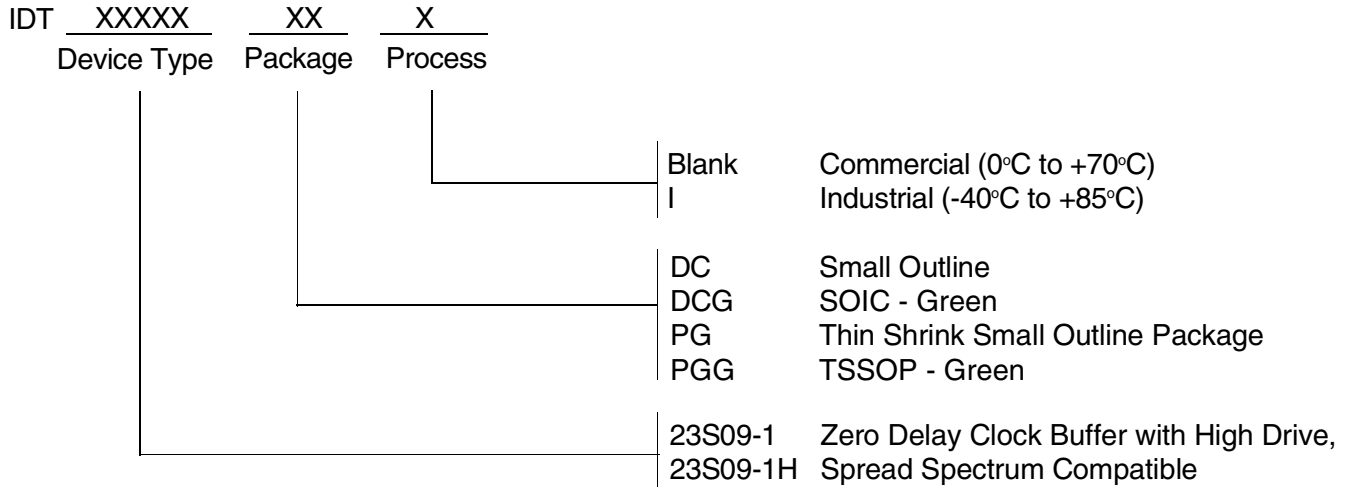 IDT XXXXX XX X
Device Type Package Process
Blank Commercial (0°C to +70°C)
I Industrial (-40°C to +85°C)
DC Small Outline
DCG SOIC - Green
PG Thin Shrink Small Outline Package
PGG TSSOP - Green
23S09-1 Zero Delay Clock Buffer with High Drive,
23S09-1H Spread Spectrum Compatible